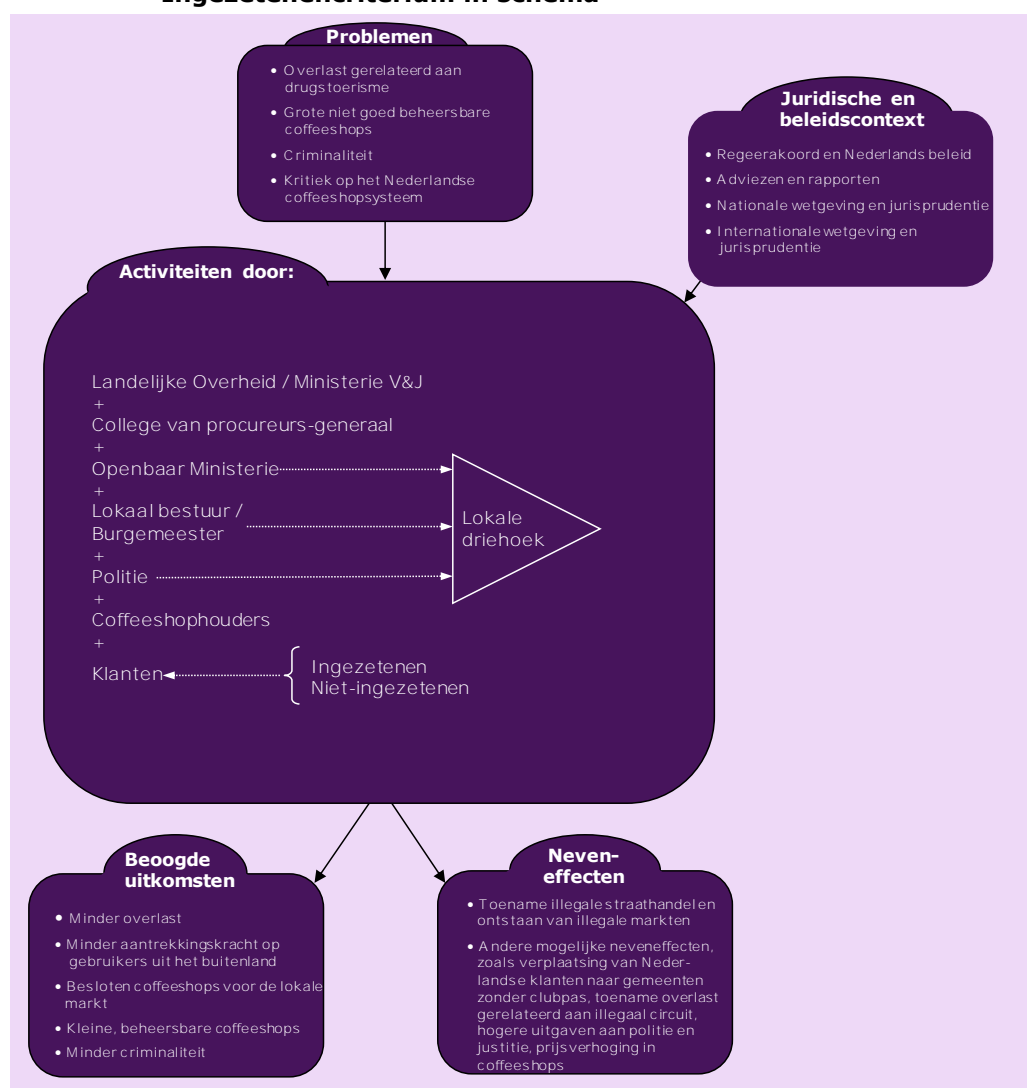 Ingezetenencriterium in schema
Problemen
• Overlast gerelateerd aan
drugstoerisme
• Grote niet goed beheersbare
coffeeshops
• Criminaliteit
• Kritiek op het Nederlandse
coffeeshopsysteem
Juridische en
beleidscontext
• Regeerakoord en Nederlands beleid
• Adviezen en rapporten
• Nationale wetgeving en jurisprudentie
• Internationale wetgeving en
jurisprudentie
Activiteiten door:
Landelijke Overheid / Ministerie V&J
+
College van procureurs-generaal
+
Openbaar Ministerie
+
Lokaal bestuur /
Burgemeester
+
Politie
+
Coffeeshophouders
+
Klanten
Lokale
driehoek
Ingezetenen
Niet-ingezetenen
Beoogde
uitkomsten
• Minder overlast
• Minder aantrekkingskracht op
gebruikers uit het buitenland
• Besloten coffeeshops voor de lokale
markt
• Kleine, beheersbare coffeeshops
• Minder criminaliteit
Neven-
effecten
• Toename illegale straathandel en
ontstaan van illegale markten
• Andere mogelijke neveneffecten,
zoals verplaatsing van Neder-
landse klanten naar gemeenten
zonder clubpas, toename overlast
gerelateerd aan illegaal circuit,
hogere uitgaven aan politie en
justitie, prijsverhoging in
coffeeshops